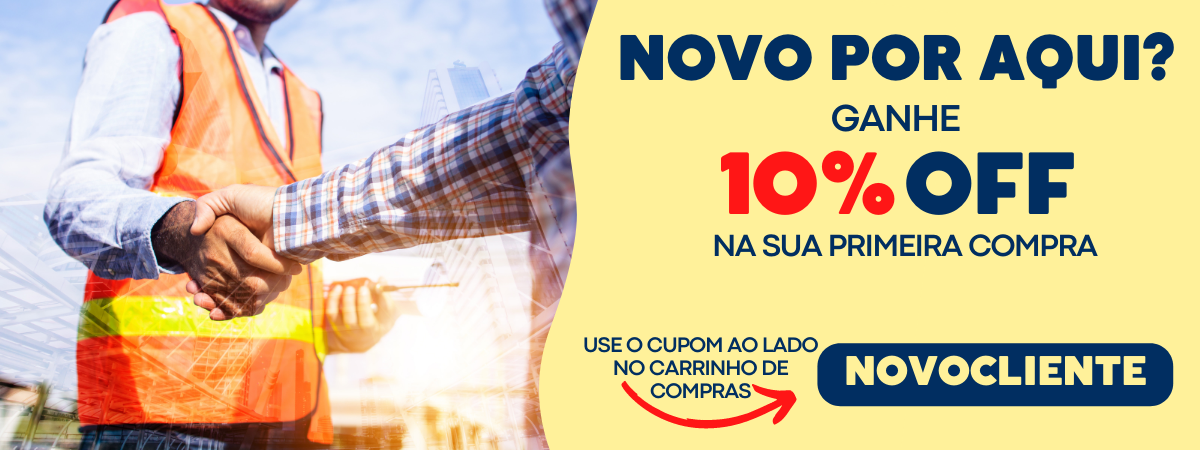 NOVO POR AQUI?
GANHE
10% OFF
NA SUA PRIMEIRA COMPRA
USE O CUPOM AO LADO
NO CARRINHO DE
COMPRAS
NOVOCLIENTE